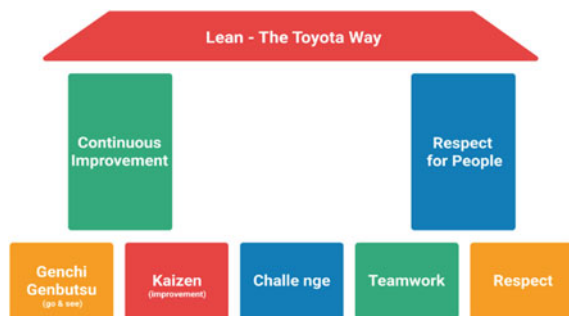 Lean - The Toyota Way
Continuous
Improvement
Respect
for People
Genchi
Genbutsu
(go & see)
Kaizen
(improvement)
Challe nge
Teamwork
Respect